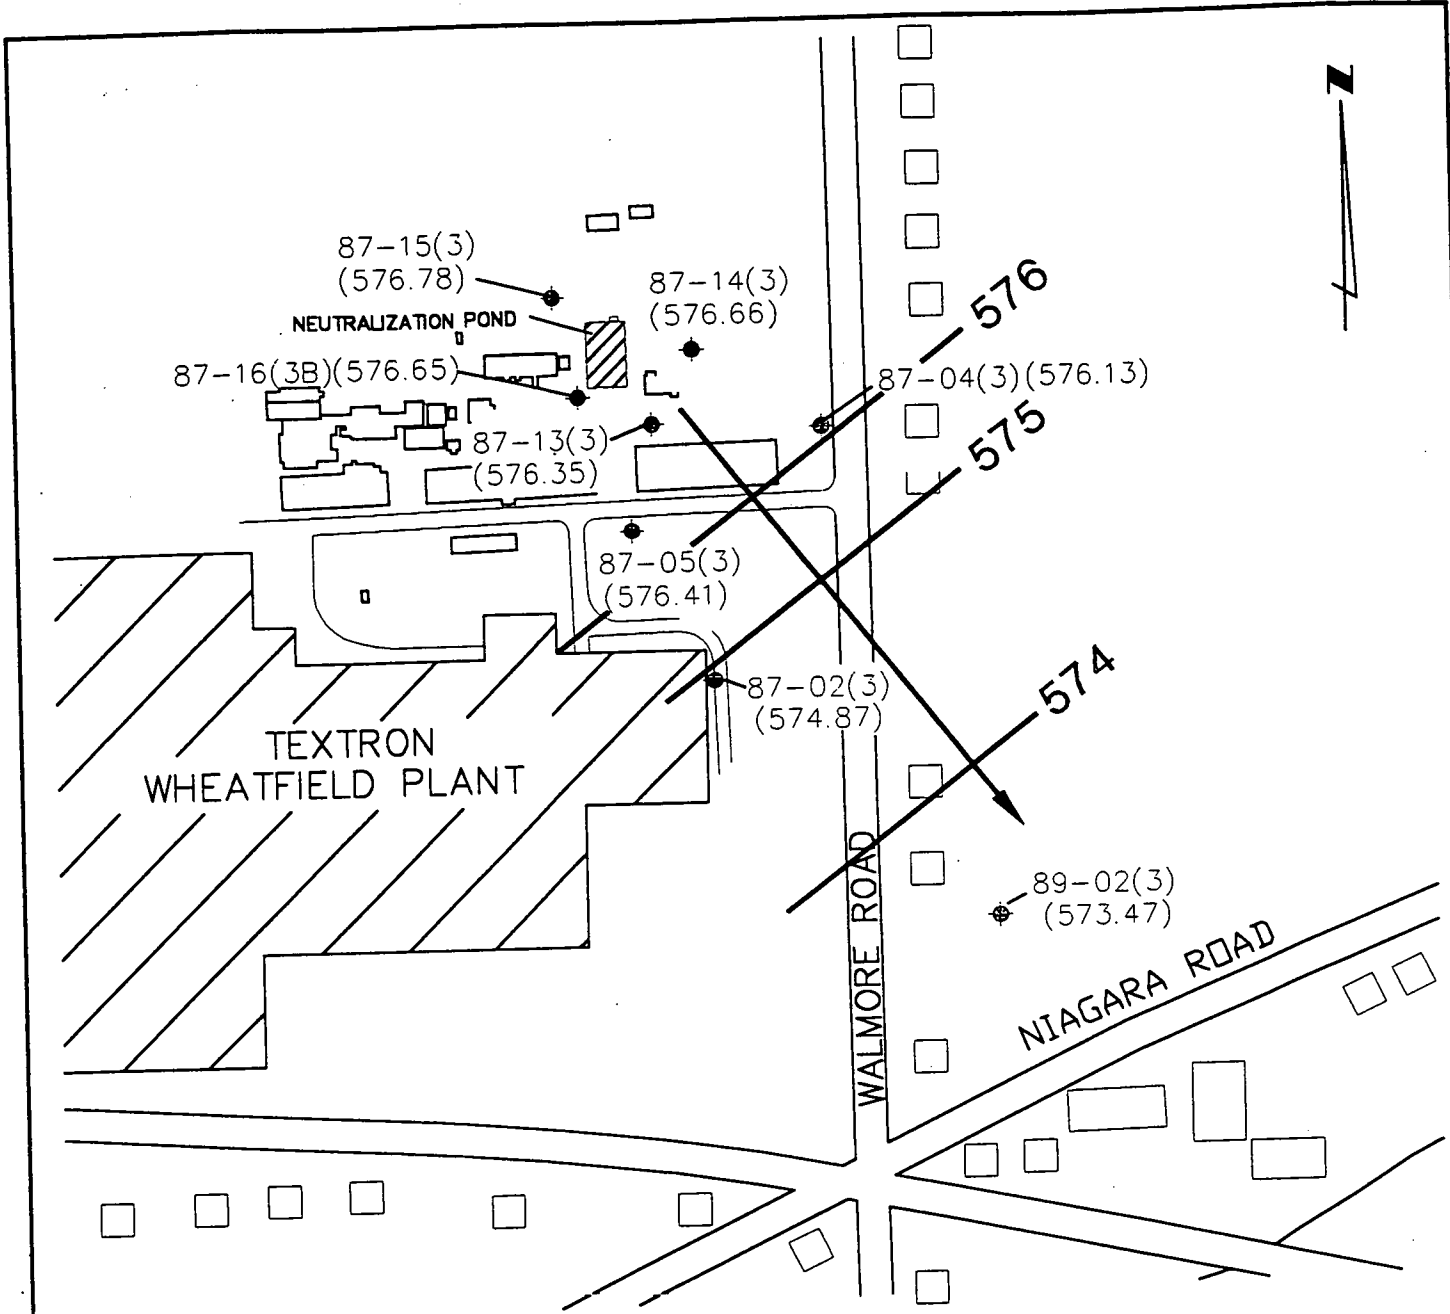 N
87-15(3)
(576.78)
87-14(3)
(576.66)
576
NEUTRALIZATION POND
87-16(3B)(576.65)
87-04(3)(576.13)
575
87-13(3)
(576.35)
87-05(3)
(576.41)
87-02(3)
(574.87)
574
TEXTRON
WHEATFIELD PLANT
WALMORE ROAD
89-02(3)
(573.47)
NIAGARA ROAD